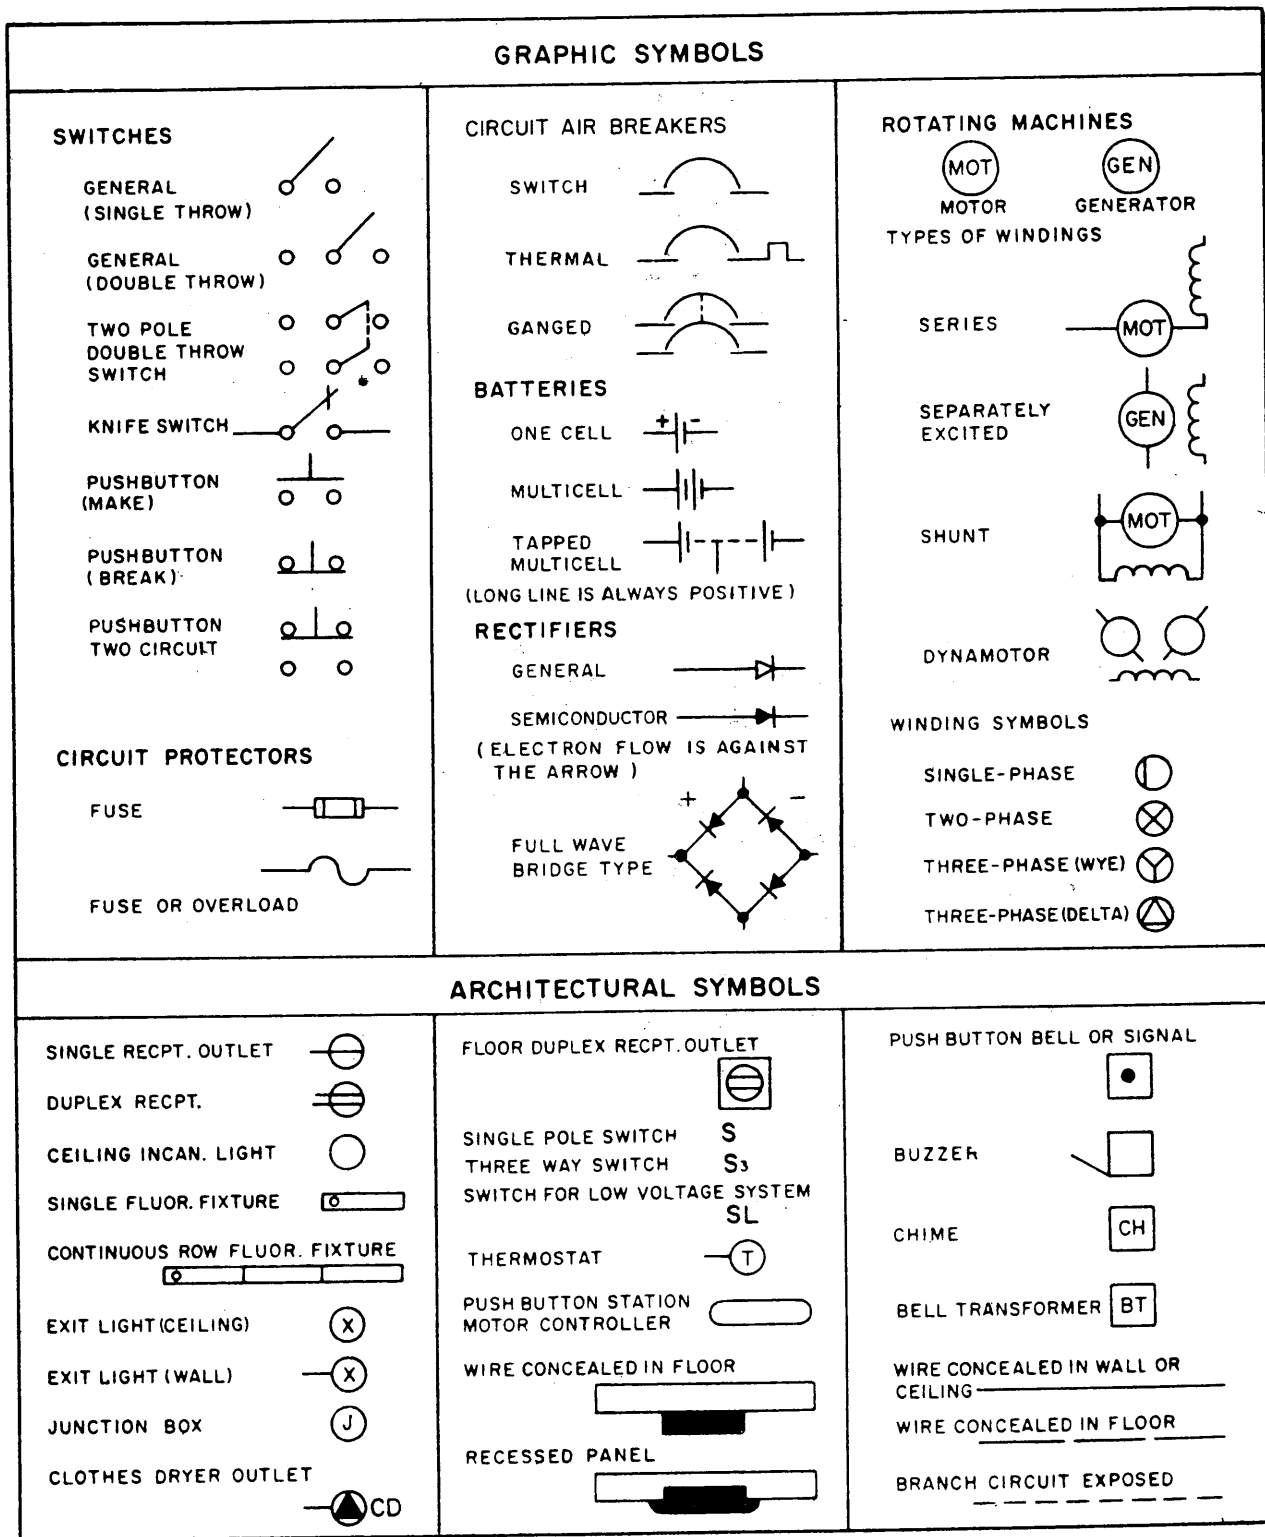 GRAPHIC SYMBOLS
SWITCHES
GENERAL
(SINGLE THROW)
GENERAL
(DOUBLE THROW)
TWO POLE
DOUBLE THROW
SWITCH
KNIFE SWITCH
PUSHBUTTON
(MAKE)
PUSHBUTTON
(BREAK)
PUSHBUTTON
TWO CIRCUIT
CIRCUIT PROTECTORS
FUSE
FUSE OR OVERLOAD
CIRCUIT AIR BREAKERS
SWITCH
THERMAL
GANGED
BATTERIES
ONE CELL + -
MULTICELL
TAPPED
MULTICELL
(LONG LINE IS ALWAYS POSITIVE)
RECTIFIERS
GENERAL
SEMICONDUCTOR
(ELECTRON FLOW IS AGAINST
THE ARROW)
+ -
FULL WAVE
BRIDGE TYPE
ROTATING MACHINES
MOT GEN
MOTOR GENERATOR
TYPES OF WINDINGS
SERIES MOT
SEPARATELY
EXCITED
GEN
SHUNT MOT
DYNAMOTOR
WINDING SYMBOLS
SINGLE-PHASE
TWO-PHASE
THREE-PHASE (WYE)
THREE-PHASE (DELTA)
ARCHITECTURAL SYMBOLS
SINGLE RECPT. OUTLET
DUPLEX RECPT.
CEILING INCAN. LIGHT
SINGLE FLUOR. FIXTURE
CONTINUOUS ROW FLUOR. FIXTURE
EXIT LIGHT (CEILING) X
EXIT LIGHT (WALL) X
JUNCTION BOX J
CLOTHES DRYER OUTLET
CD
FLOOR DUPLEX RECPT. OUTLET
SINGLE POLE SWITCH S
THREE WAY SWITCH S3
SWITCH FOR LOW VOLTAGE SYSTEM
SL
THERMOSTAT T
PUSH BUTTON STATION
MOTOR CONTROLLER
WIRE CONCEALED IN FLOOR
RECESSED PANEL
PUSH BUTTON BELL OR SIGNAL
BUZZER
CHIME CH
BELL TRANSFORMER BT
WIRE CONCEALED IN WALL OR
CEILING
WIRE CONCEALED IN FLOOR
BRANCH CIRCUIT EXPOSED